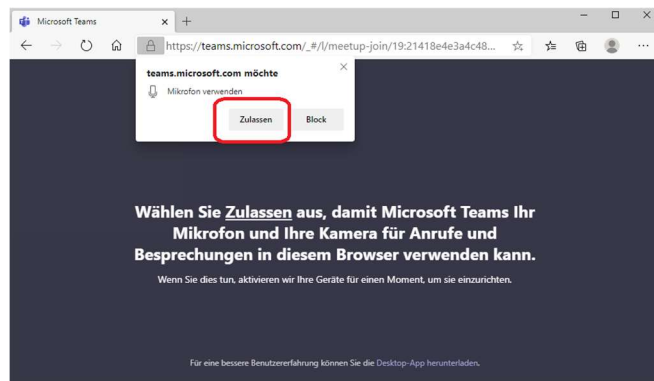 Microsoft Teams
https://teams.microsoft.com/_#/l/meetup-join/19:21418e4e3a4c48...
teams.microsoft.com möchte
Mikrofon verwenden
Zulassen
Block
Wählen Sie Zulassen aus, damit Microsoft Teams Ihr
Mikrofon und Ihre Kamera für Anrufe und
Besprechungen in diesem Browser verwenden kann.
Wenn Sie dies tun, aktivieren wir Ihre Geräte für einen Moment, um sie einzurichten.
Für eine bessere Benutzererfahrung können Sie die Desktop-App herunterladen.